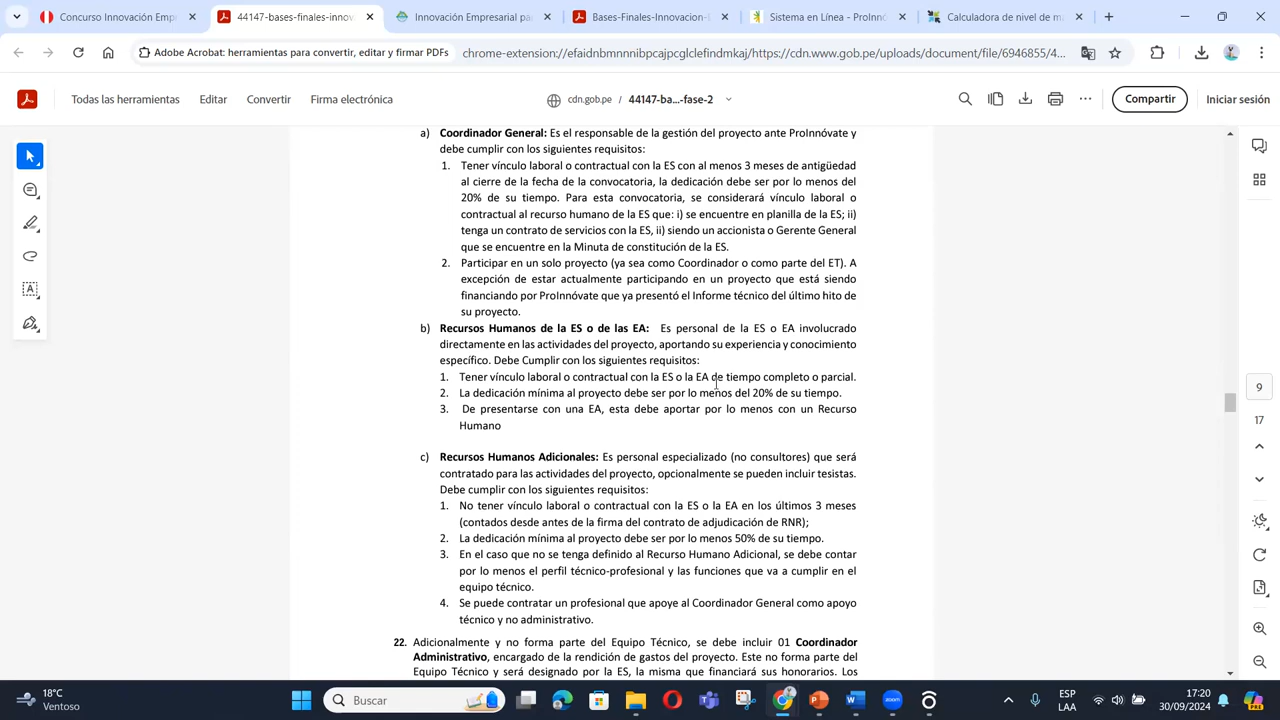 Concurso Innovación Empr
44147-bases-finales-innov
Innovación Empresarial pa
Bases-Finales-Innovacion-E
Sistema en Línea - ProInnóv
Calculadora de nivel de ma
Adobe Acrobat: herramientas para convertir, editar y firmar PDFs
chrome-extension://efaidnbmnnnibpcajpcglclefindmkaj/https://cdn.www.gob.pe/uploads/document/file/6946855/4...
Todas las herramientas
Editar
Convertir
Firma electrónica
cdn.gob.pe / 44147-ba...-fase-2
Compartir
Iniciar sesión
a) Coordinador General: Es el responsable de la gestión del proyecto ante ProInnóvate y
debe cumplir con los siguientes requisitos:
1. Tener vínculo laboral o contractual con la ES con al menos 3 meses de antigüedad
al cierre de la fecha de la convocatoria, la dedicación debe ser por lo menos del
20% de su tiempo. Para esta convocatoria, se considerará vínculo laboral o
contractual al recurso humano de la ES que: i) se encuentre en planilla de la ES; ii)
tenga un contrato de servicios con la ES, ii) siendo un accionista o Gerente General
que se encuentre en la Minuta de constitución de la ES.
2. Participar en un solo proyecto (ya sea como Coordinador o como parte del ET). A
excepción de estar actualmente participando en un proyecto que está siendo
financiando por ProInnóvate que ya presentó el Informe técnico del último hito de
su proyecto.
b) Recursos Humanos de la ES o de las EA: Es personal de la ES o EA involucrado
directamente en las actividades del proyecto, aportando su experiencia y conocimiento
específico. Debe Cumplir con los siguientes requisitos:
1. Tener vínculo laboral o contractual con la ES o la EA de tiempo completo o parcial.
2. La dedicación mínima al proyecto debe ser por lo menos del 20% de su tiempo.
3. De presentarse con una EA, esta debe aportar por lo menos con un Recurso
Humano
c) Recursos Humanos Adicionales: Es personal especializado (no consultores) que será
contratado para las actividades del proyecto, opcionalmente se pueden incluir tesistas.
Debe cumplir con los siguientes requisitos:
1. No tener vínculo laboral o contractual con la ES o la EA en los últimos 3 meses
(contados desde antes de la firma del contrato de adjudicación de RNR);
2. La dedicación mínima al proyecto debe ser por lo menos 50% de su tiempo.
3. En el caso que no se tenga definido al Recurso Humano Adicional, se debe contar
por lo menos el perfil técnico-profesional y las funciones que va a cumplir en el
equipo técnico.
4. Se puede contratar un profesional que apoye al Coordinador General como apoyo
técnico y no administrativo.
22. Adicionalmente y no forma parte del Equipo Técnico, se debe incluir 01 Coordinador
Administrativo, encargado de la rendición de gastos del proyecto. Este no forma parte del
Equipo Técnico y será designado por la ES, la misma que financiará sus honorarios. Los
9
17
18°C
Ventoso
Buscar
ESP
LAA
17:20
30/09/2024